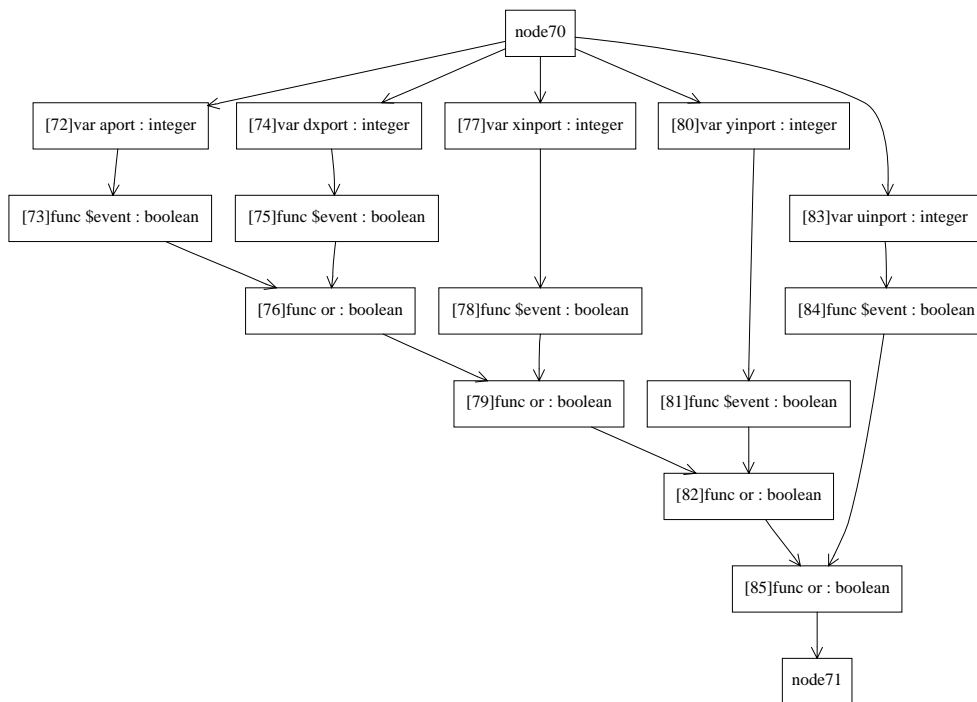 node70
[72]var aport : integer
[74]var dxport : integer
[77]var xinport : integer
[80]var yinport : integer
[73]func $event : boolean
[75]func $event : boolean
[83]var uinport : integer
[76]func or : boolean
[78]func $event : boolean
[84]func $event : boolean
[79]func or : boolean
[81]func $event : boolean
[82]func or : boolean
[85]func or : boolean
node71